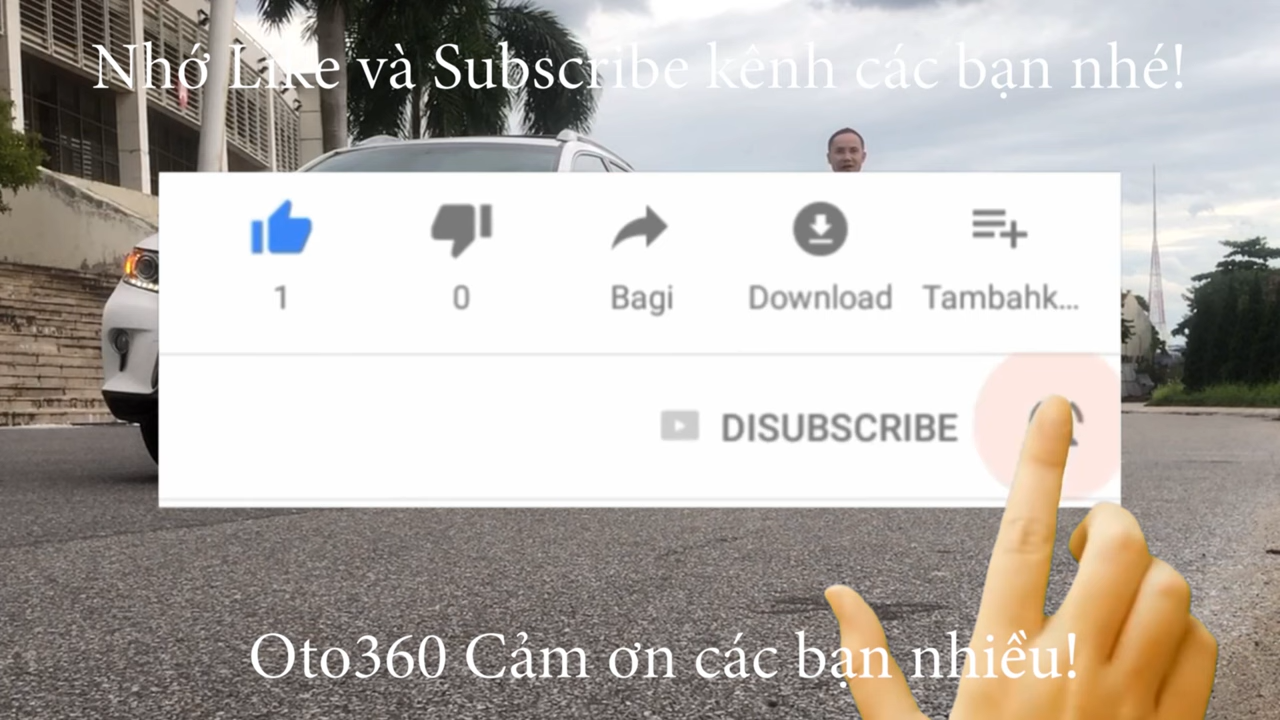 Nhớ Like và Subscribe kênh các bạn nhé!
1
0
Bagi
Download
Tambahk...
DISUBSCRIBE
Oto360 Cảm ơn các bạn nhiều!